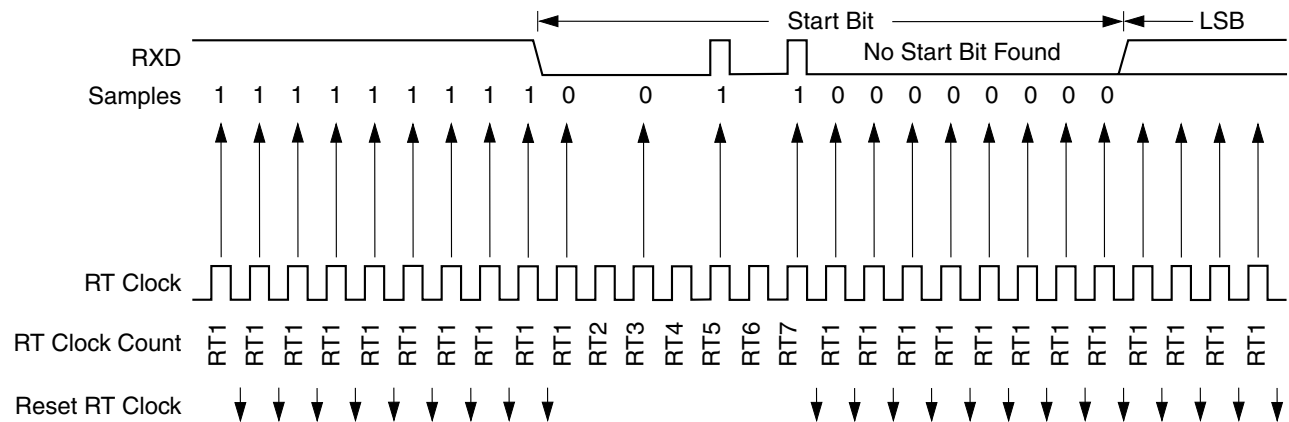 Start Bit LSB
RXD No Start Bit Found
Samples 1 1 1 1 1 1 1 1 1 0 0 1 1 0 0 0 0 0 0 0 0
RT Clock
RT Clock Count RT1 RT1 RT1 RT1 RT1 RT1 RT1 RT1 RT1 RT1 RT2 RT3 RT4 RT5 RT6 RT7 RT1 RT1 RT1 RT1 RT1 RT1 RT1 RT1 RT1 RT1 RT1 RT1
Reset RT Clock